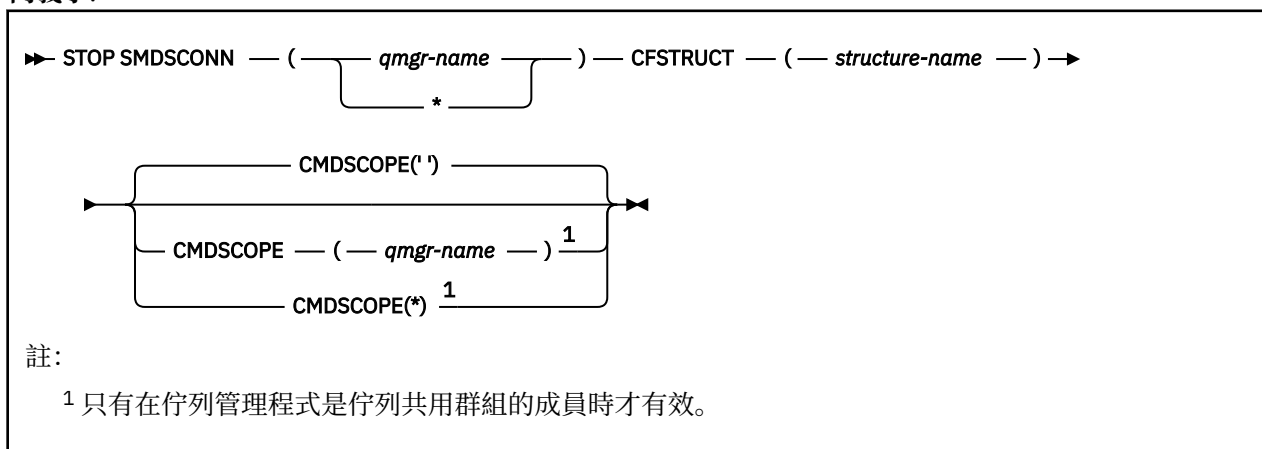 STOP SMDSCONN ( qmgr-name ) CFSTRUCT ( structure-name )
*
CMDSCOPE(' ')
CMDSCOPE ( qmgr-name ) 1
CMDSCOPE(*) 1
註:
1 只有在佇列管理程式是佇列共用群組的成員時才有效。